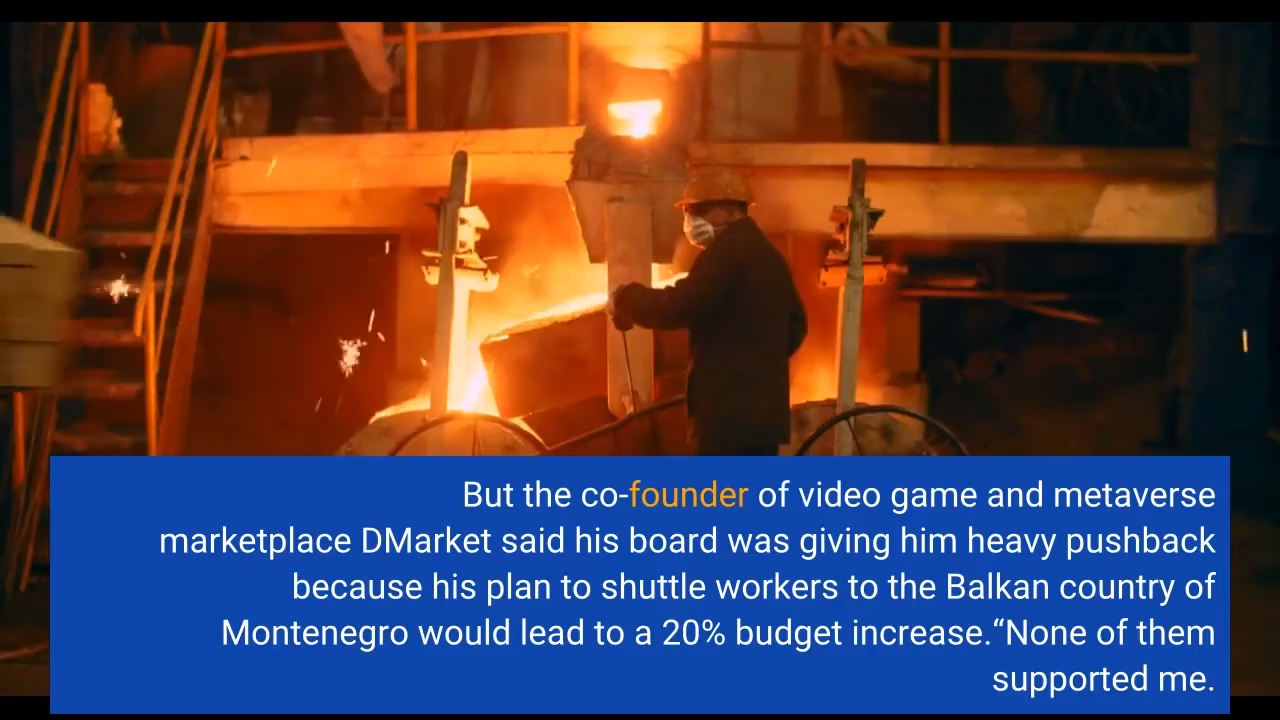 But the co-founder of video game and metaverse
marketplace DMarket said his board was giving him heavy pushback
because his plan to shuttle workers to the Balkan country of
Montenegro would lead to a 20% budget increase.“None of them
supported me.